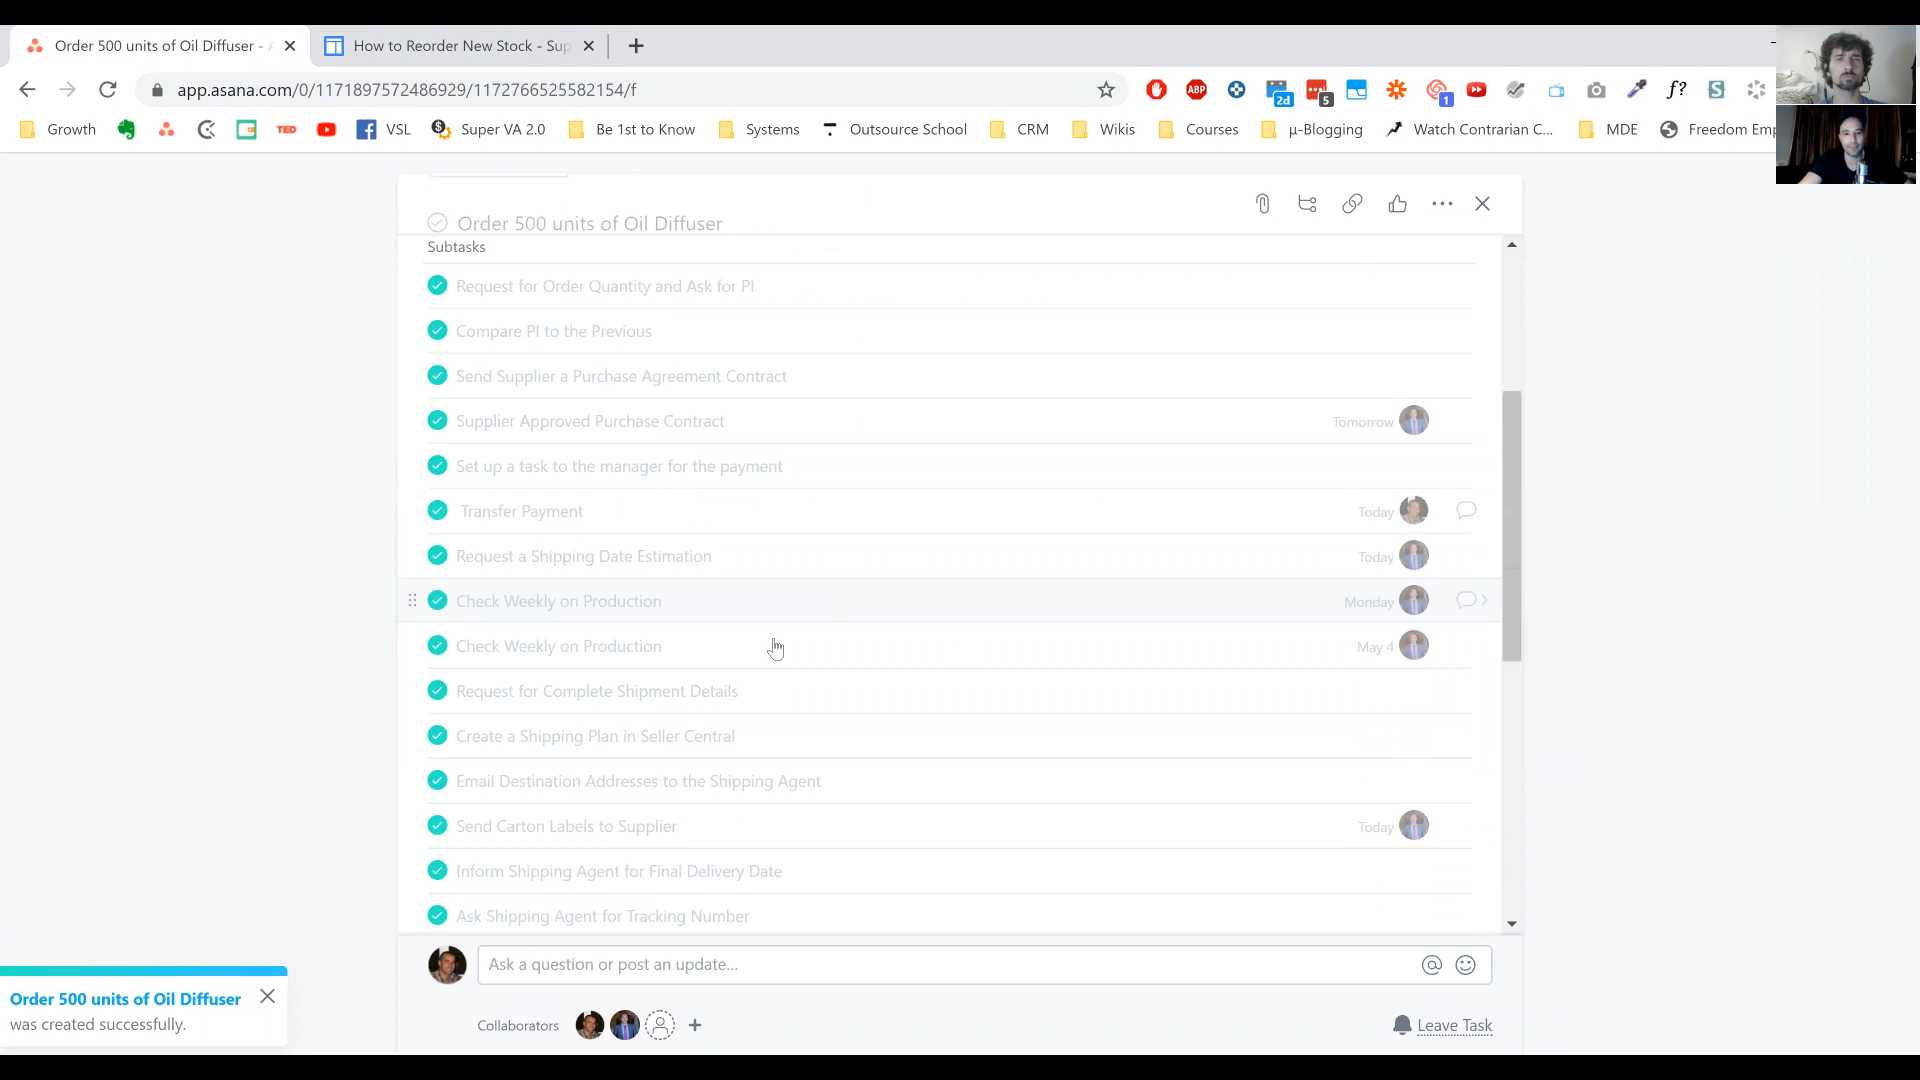 Order 500 units of Oil Diffuser - A
How to Reorder New Stock - Sup
app.asana.com/0/1171897572486929/1172766525582154/f
ABP
2d
5
1
f?
S
Growth
TED
VSL
Super VA 2.0
Be 1st to Know
Systems
Outsource School
CRM
Wikis
Courses
μ-Blogging
Watch Contrarian C...
MDE
Freedom Emp
Order 500 units of Oil Diffuser
Subtasks
Request for Order Quantity and Ask for PI
Compare PI to the Previous
Send Supplier a Purchase Agreement Contract
Supplier Approved Purchase Contract
Tomorrow
Set up a task to the manager for the payment
Transfer Payment
Today
Request a Shipping Date Estimation
Today
Check Weekly on Production
Monday
Check Weekly on Production
May 4
Request for Complete Shipment Details
Create a Shipping Plan in Seller Central
Email Destination Addresses to the Shipping Agent
Send Carton Labels to Supplier
Today
Inform Shipping Agent for Final Delivery Date
Ask Shipping Agent for Tracking Number
Ask a question or post an update...
Collaborators
Leave Task
Order 500 units of Oil Diffuser
was created successfully.